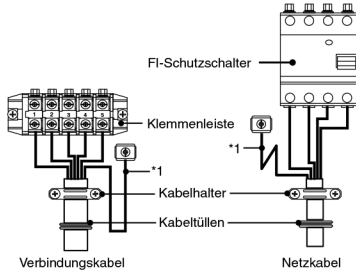 FI-Schutzschalter
1 2 3 4 5
Klemmenleiste
*1
*1
Kabelhalter
Kabeltüllen
Verbindungskabel
Netzkabel